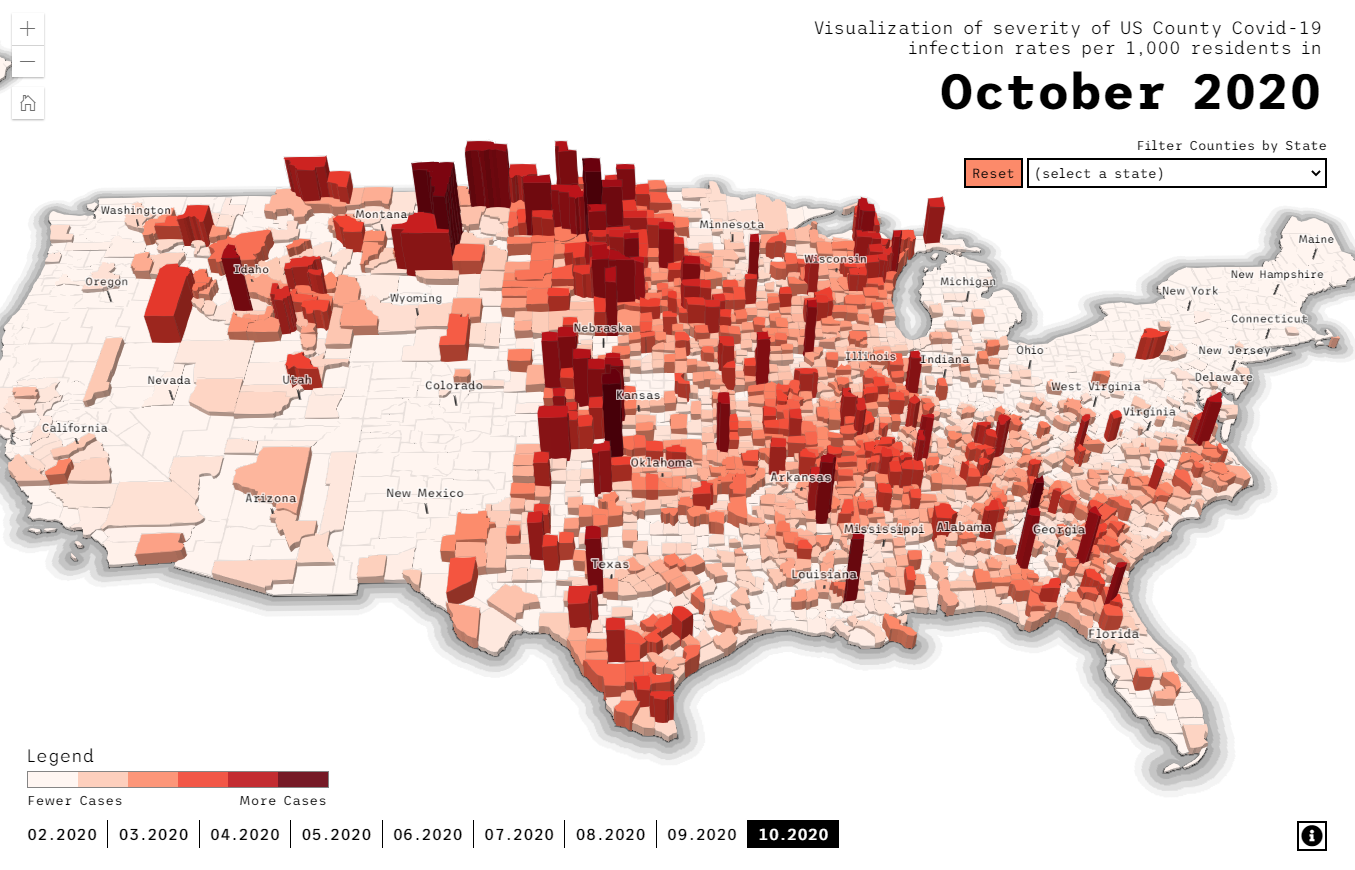 Visualization of severity of US County Covid-19
infection rates per 1,000 residents in
October 2020
Filter Counties by State
Reset
(select a state)
Washington
Montana
Minnesota
Maine
Oregon
Idaho
Wisconsin
Michigan
New Hampshire
Wyoming
New York
Connecticut
Nebraska
Illinois
Indiana
Ohio
New Jersey
Nevada
Utah
Colorado
Kansas
West Virginia
Delaware
California
Virginia
Arizona
New Mexico
Oklahoma
Arkansas
Mississippi
Alabama
Georgia
Texas
Louisiana
Florida
Legend
Fewer Cases
More Cases
02.2020
03.2020
04.2020
05.2020
06.2020
07.2020
08.2020
09.2020
10.2020